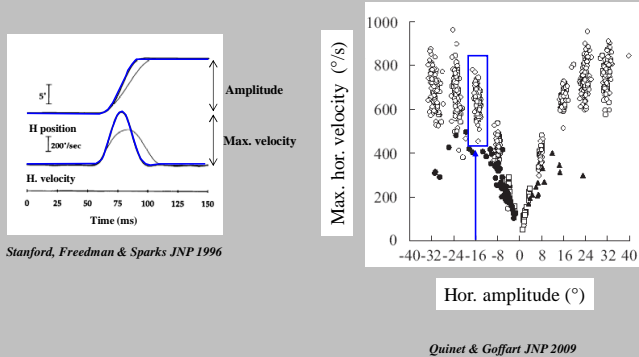 5°
H position
200°/sec
H. velocity
Amplitude
Max. velocity
0 25 50 75 100 125 150
Time (ms)
Stanford, Freedman & Sparks JNP 1996
Max. hor. velocity (°/s)
1000
800
600
400
200
0
-40 -32 -24 -16 -8 0 8 16 24 32 40
Hor. amplitude (°)
Quinet & Goffart JNP 2009